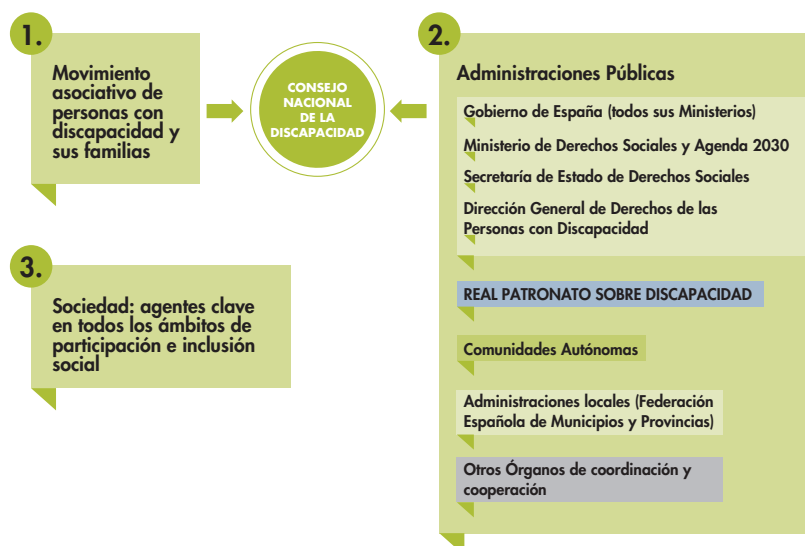 1.
Movimiento
asociativo de
personas con
discapacidad y
sus familias
CONSEJO
NACIONAL
DE LA
DISCAPACIDAD
2.
Administraciones Públicas
Gobierno de España (todos sus Ministerios)
Ministerio de Derechos Sociales y Agenda 2030
Secretaría de Estado de Derechos Sociales
Dirección General de Derechos de las
Personas con Discapacidad
REAL PATRONATO SOBRE DISCAPACIDAD
Comunidades Autónomas
Administraciones locales (Federación
Española de Municipios y Provincias)
Otros Órganos de coordinación y
cooperación
3.
Sociedad: agentes clave
en todos los ámbitos de
participación e inclusión
social